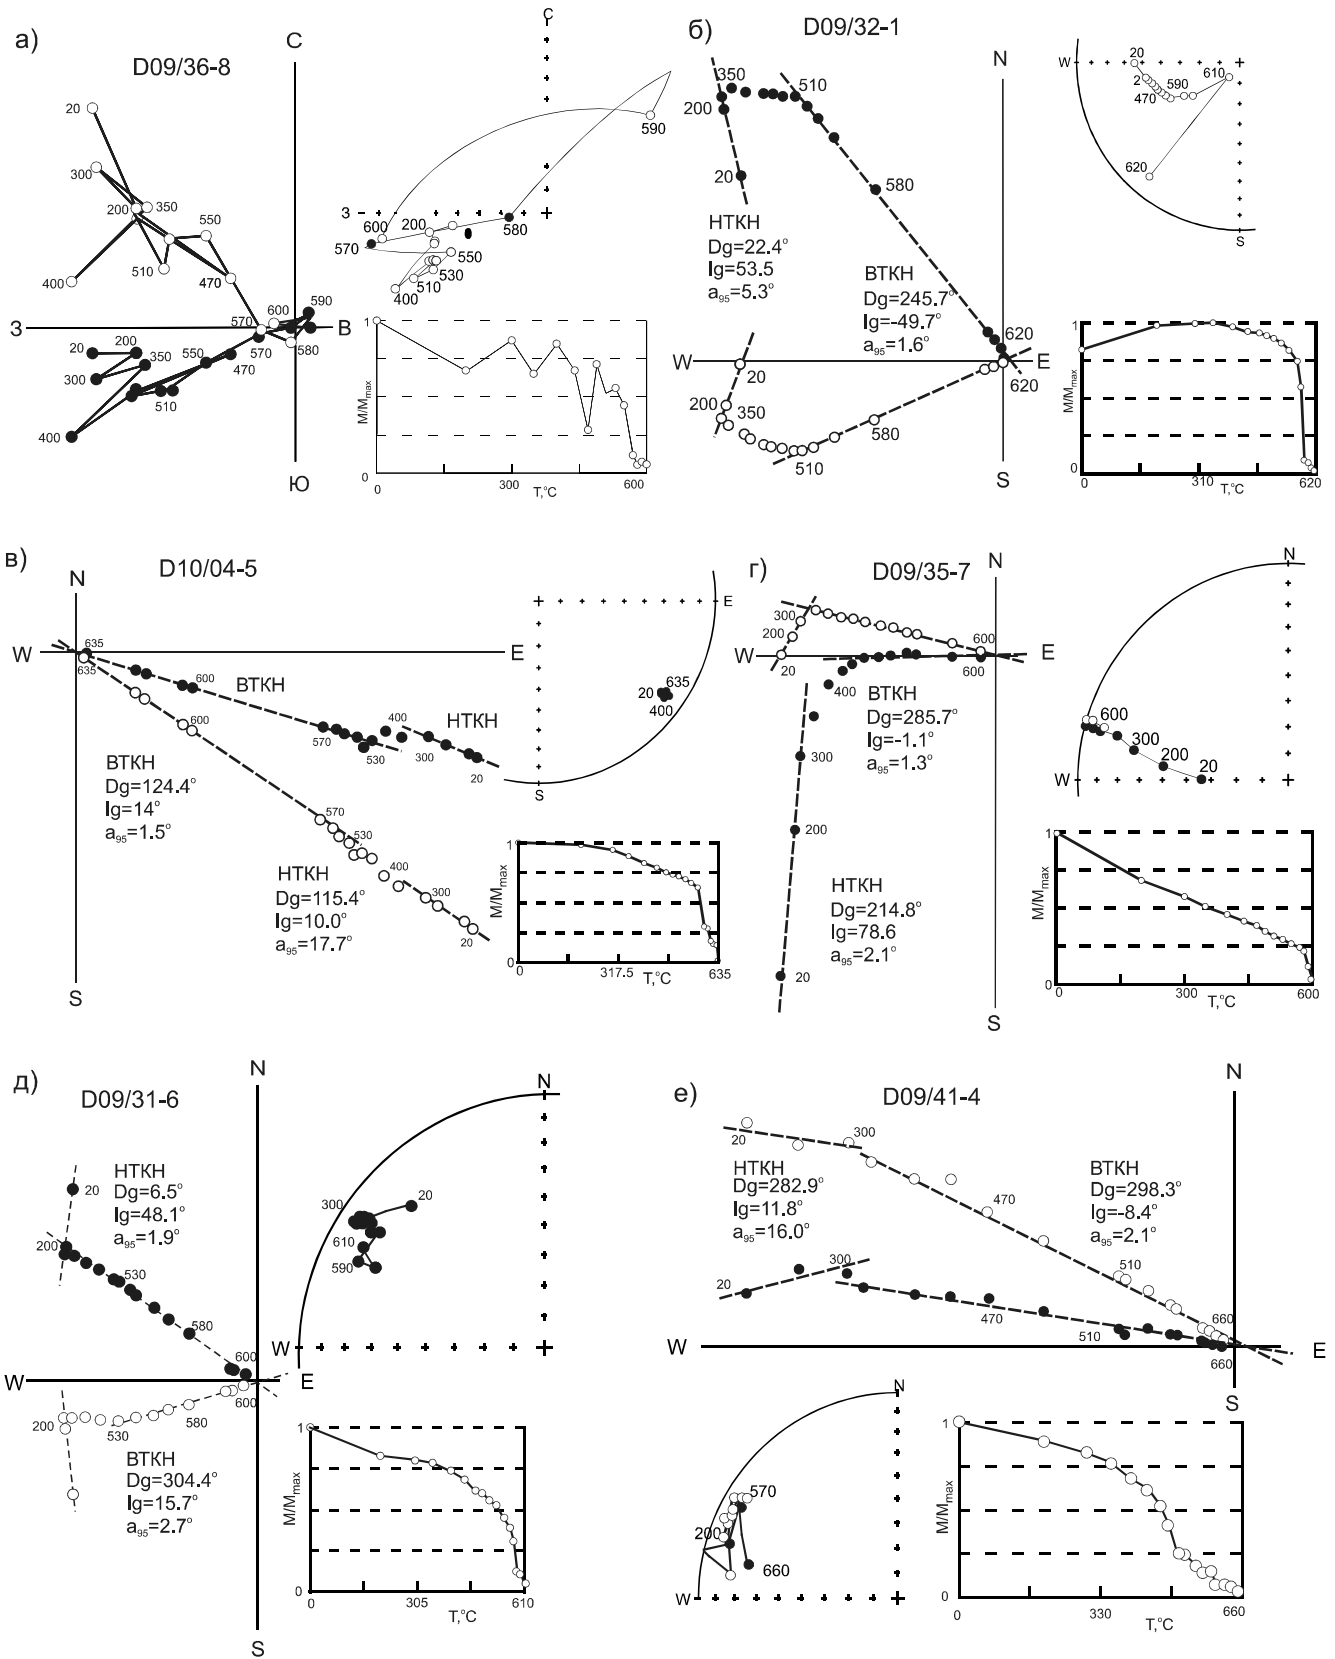 а)
D09/36-8
С
20
300
200
350
550
510
400
470
570
600
590
580
З
В
20
200
350
300
550
570
470
510
400
Ю
С
590
З
600
200
570
580
550
530
510
400
1
M/Mmax
0
0
300
600
T,°C
б)
D09/32-1
N
350
510
200
20
580
НТКН
Dg=22.4°
Ig=53.5
a95=5.3°
ВТКН
Dg=245.7°
Ig=-49.7°
a95=1.6°
620
W
E
20
620
200
350
580
510
S
20
W
2
590
610
470
620
S
1
M/Mmax
0
0
310
620
T,°C
в)
D10/04-5
N
635
W
E
635
600
ВТКН
400
НТКН
600
570
530
300
20
ВТКН
Dg=124.4°
Ig=14°
a95=1.5°
570
530
400
НТКН
Dg=115.4°
Ig=10.0°
a95=17.7°
300
20
S
E
20
635
400
S
1
M/Mmax
0
0
317.5
635
T,°C
г)
D09/35-7
N
300
200
600
W
E
20
600
400
ВТКН
Dg=285.7°
Ig=-1.1°
a95=1.3°
300
200
НТКН
Dg=214.8°
Ig=78.6
a95=2.1°
20
S
N
600
300
200
20
W
1
M/Mmax
0
0
300
600
T,°C
д)
D09/31-6
N
НТКН
Dg=6.5°
Ig=48.1°
a95=1.9°
20
200
530
580
600
W
E
600
200
580
530
ВТКН
Dg=304.4°
Ig=15.7°
a95=2.7°
S
N
300
20
610
590
W
1
M/Mmax
0
0
305
610
T,°C
е)
D09/41-4
N
20
300
НТКН
Dg=282.9°
Ig=11.8°
a95=16.0°
470
ВТКН
Dg=298.3°
Ig=-8.4°
a95=2.1°
300
510
20
470
510
660
W
E
660
S
N
570
200
660
W
1
M/Mmax
0
0
330
660
T,°C